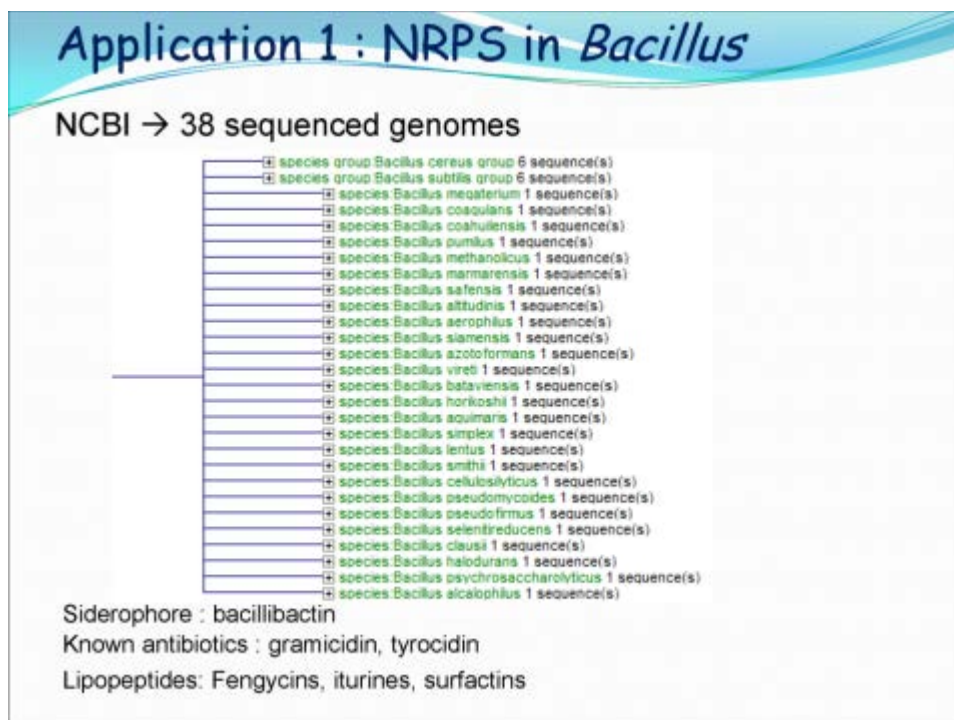 Application 1 : NRPS in Bacillus
NCBI → 38 sequenced genomes
species group:Bacillus cereus group 6 sequence(s)
species group:Bacillus subtilis group 6 sequence(s)
species:Bacillus megaterium 1 sequence(s)
species:Bacillus coagulans 1 sequence(s)
species:Bacillus coahuilensis 1 sequence(s)
species:Bacillus pumilus 1 sequence(s)
species:Bacillus methanolicus 1 sequence(s)
species:Bacillus marmarensis 1 sequence(s)
species:Bacillus safensis 1 sequence(s)
species:Bacillus altitudinis 1 sequence(s)
species:Bacillus aerophilus 1 sequence(s)
species:Bacillus siamensis 1 sequence(s)
species:Bacillus azotoformans 1 sequence(s)
species:Bacillus vireti 1 sequence(s)
species:Bacillus bataviensis 1 sequence(s)
species:Bacillus horikoshii 1 sequence(s)
species:Bacillus aquimaris 1 sequence(s)
species:Bacillus simplex 1 sequence(s)
species:Bacillus lentus 1 sequence(s)
species:Bacillus smithii 1 sequence(s)
species:Bacillus cellulosilyticus 1 sequence(s)
species:Bacillus pseudomycoides 1 sequence(s)
species:Bacillus pseudofirmus 1 sequence(s)
species:Bacillus selenitireducens 1 sequence(s)
species:Bacillus clausii 1 sequence(s)
species:Bacillus halodurans 1 sequence(s)
species:Bacillus psychrosaccharolyticus 1 sequence(s)
species:Bacillus alcalophilus 1 sequence(s)
Siderophore : bacillibactin
Known antibiotics : gramicidin, tyrocidin
Lipopeptides: Fengycins, iturines, surfactins